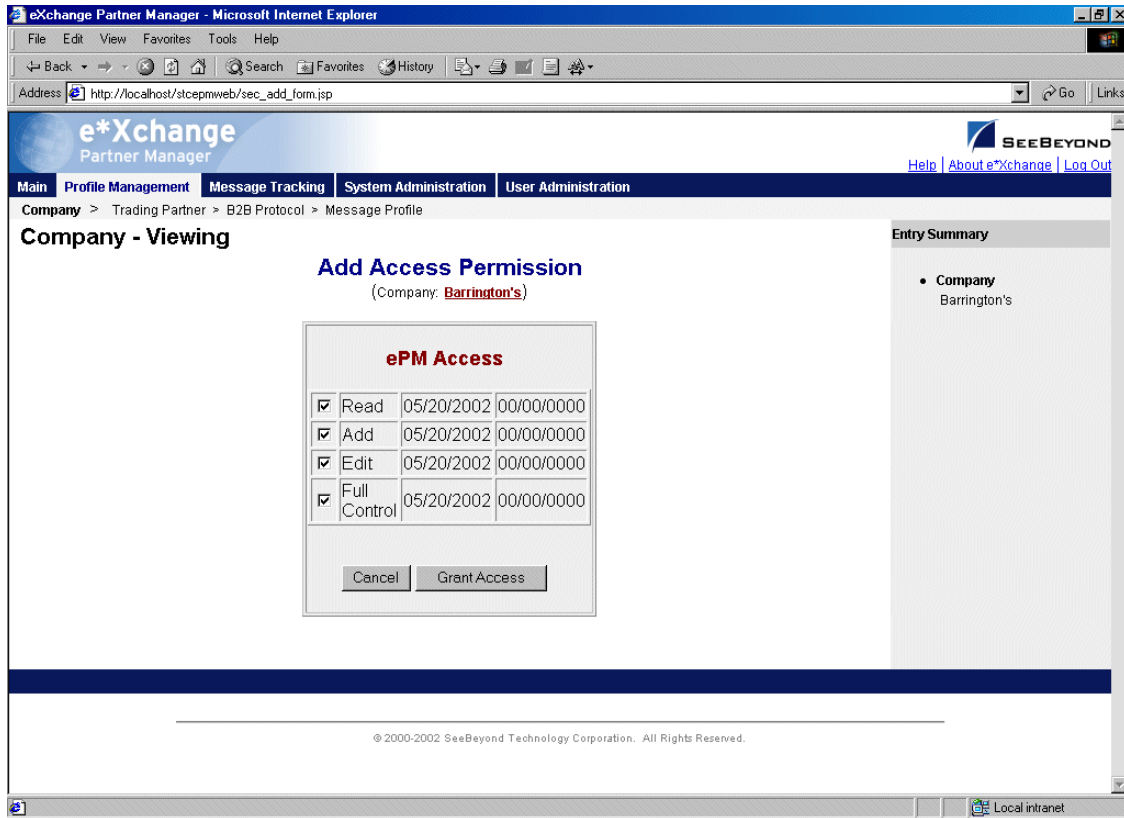 eXchange Partner Manager - Microsoft Internet Explorer
File Edit View Favorites Tools Help
Back Search Favorites History
Address http://localhost/stcepmweb/sec_add_form.jsp Go Links
e*Xchange
Partner Manager
SEEBEYOND
Help | About e*Xchange | Log Out
Main Profile Management Message Tracking System Administration User Administration
Company > Trading Partner > B2B Protocol > Message Profile
Company - Viewing
Entry Summary
Add Access Permission
(Company: Barrington's)
• Company
Barrington's
ePM Access
Read 05/20/2002 00/00/0000
Add 05/20/2002 00/00/0000
Edit 05/20/2002 00/00/0000
Full Control 05/20/2002 00/00/0000
Cancel Grant Access
© 2000-2002 SeeBeyond Technology Corporation. All Rights Reserved.
Local intranet